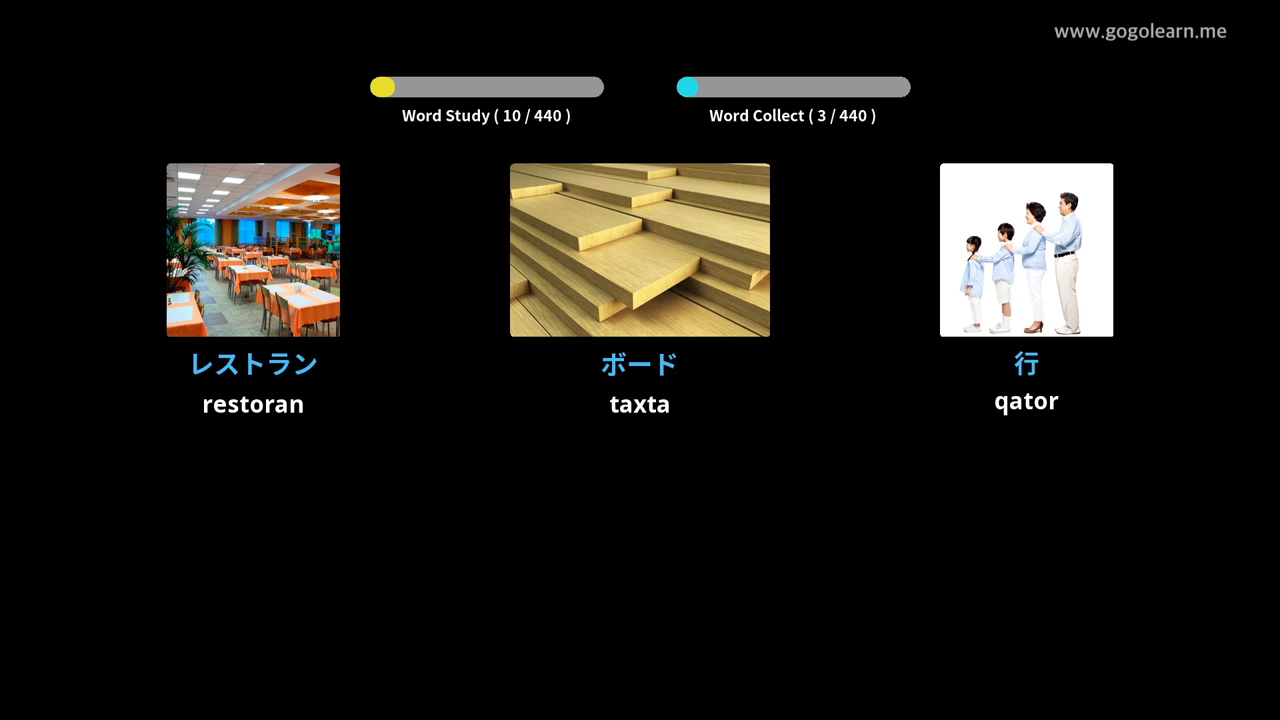 www.gogolearn.me
Word Study ( 10 / 440 )
Word Collect ( 3 / 440 )
レストラン
ボード
行
restoran
taxta
qator